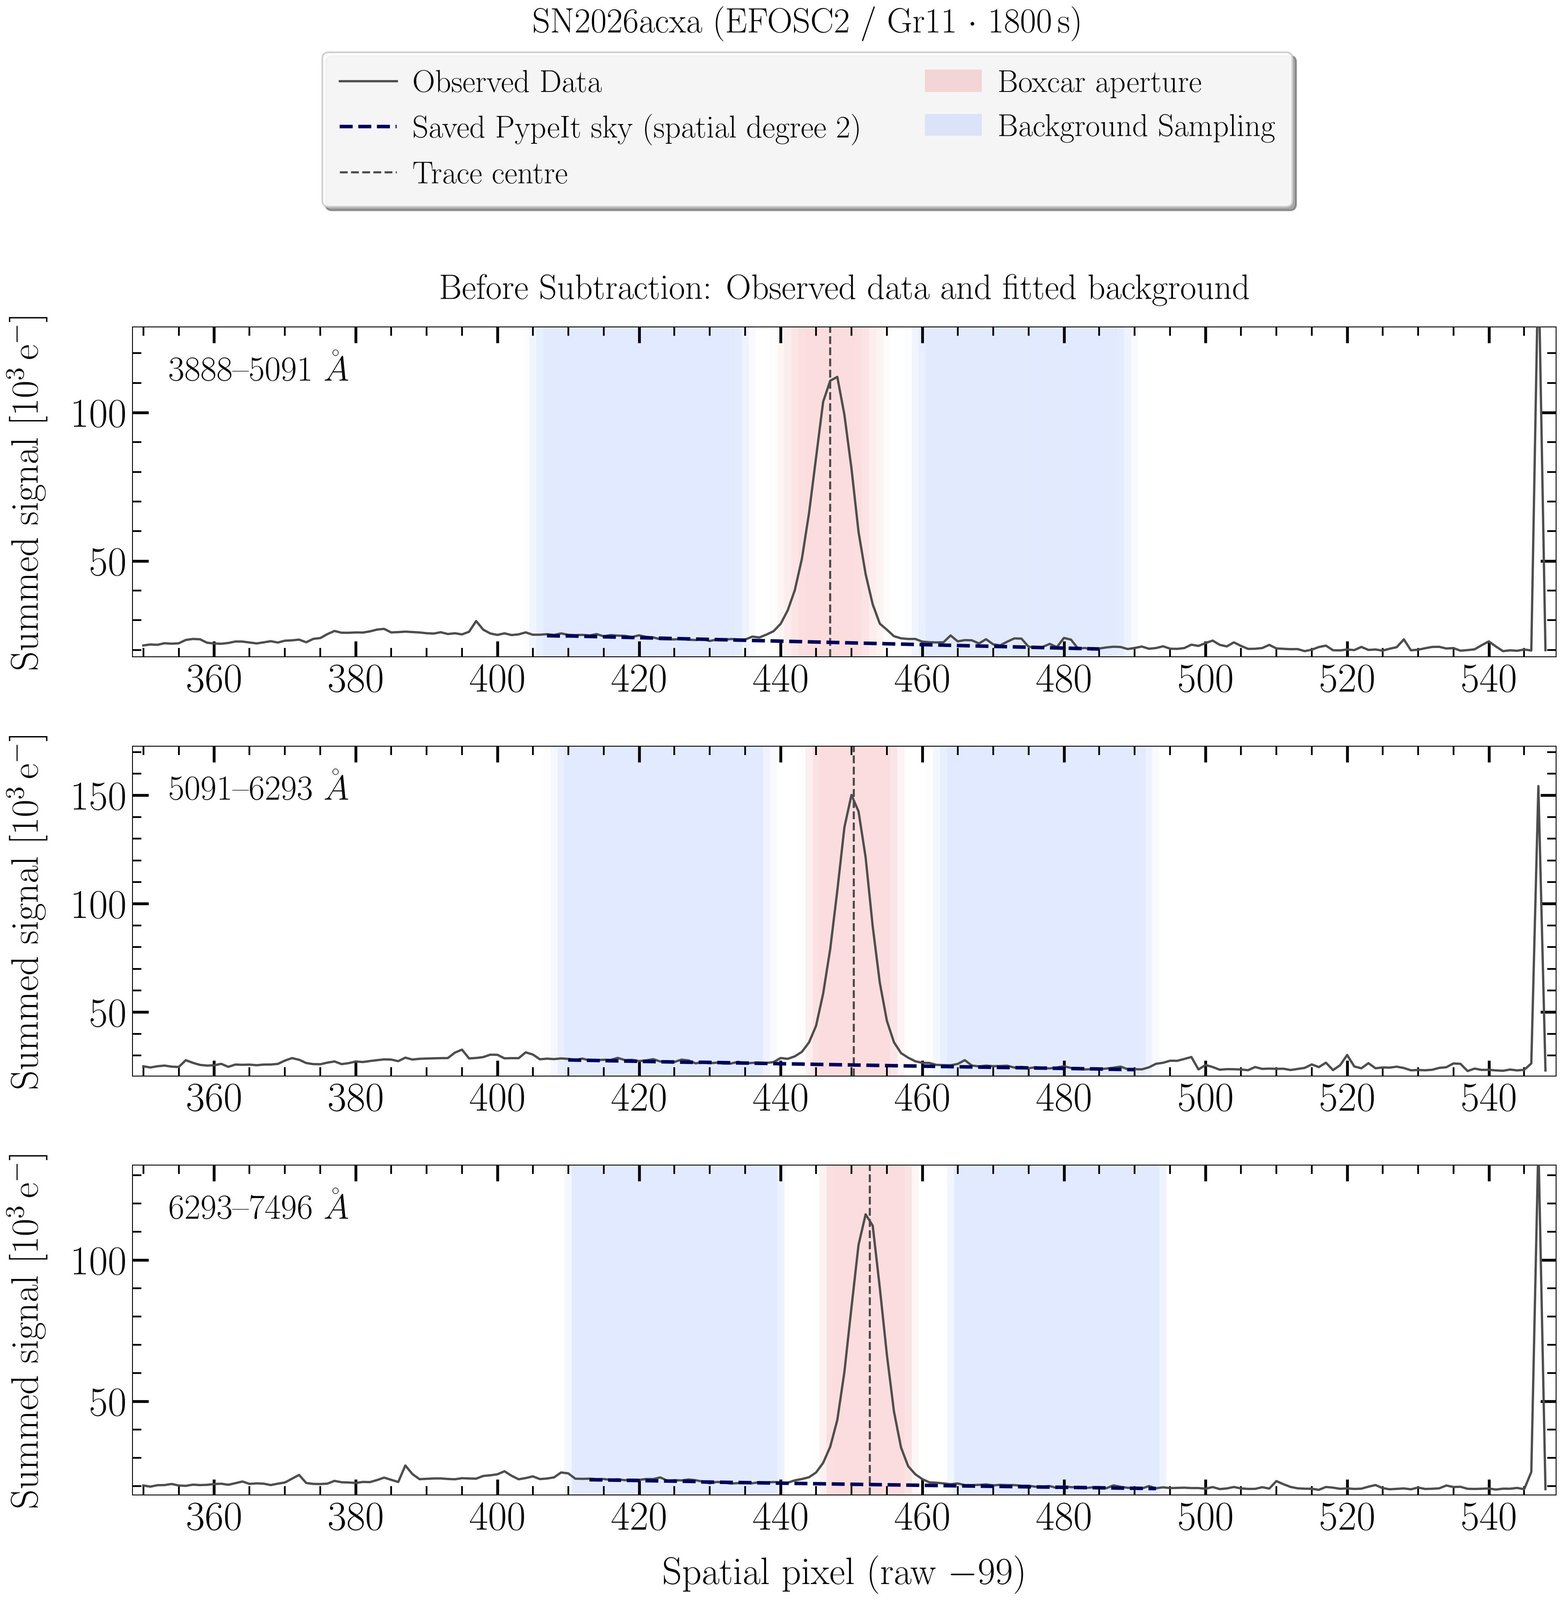 SN2026acxa (EFOSC2 / Gr11 · 1800 s)
Observed Data
Saved PypeIt sky (spatial degree 2)
Trace centre
Boxcar aperture
Background Sampling
Before Subtraction: Observed data and fitted background
Summed signal [10³ e⁻]
3888–5091 Å
100
50
360 380 400 420 440 460 480 500 520 540
Summed signal [10³ e⁻]
5091–6293 Å
150
100
50
360 380 400 420 440 460 480 500 520 540
Summed signal [10³ e⁻]
6293–7496 Å
100
50
360 380 400 420 440 460 480 500 520 540
Spatial pixel (raw −99)